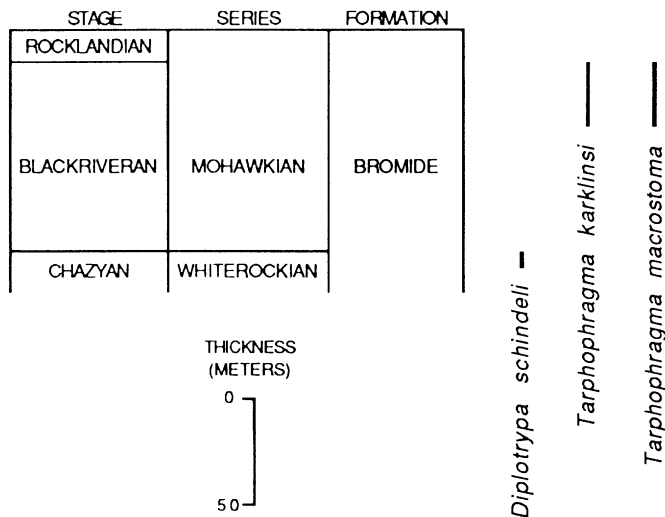 STAGE SERIES FORMATION
ROCKLANDIAN
BLACKRIVERAN MOHAWKIAN BROMIDE
CHAZYAN WHITEROCKIAN
THICKNESS
(METERS)
0
50
Diplotrypa schindeli
Tarphophragma karklinsi
Tarphophragma macrostoma